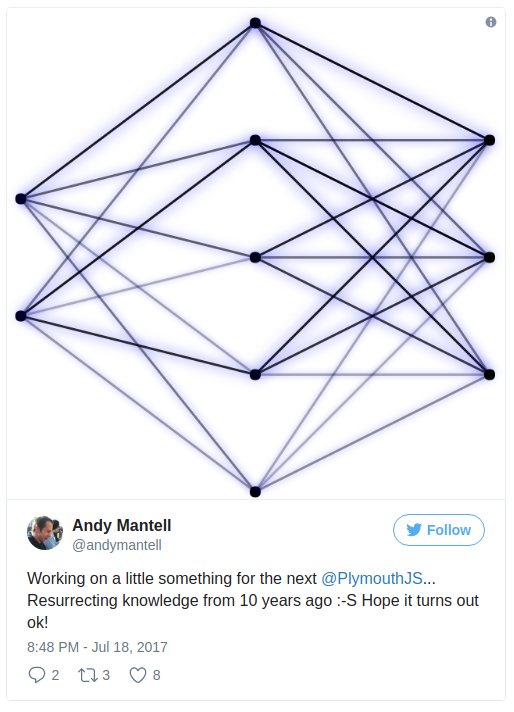 Andy Mantell
@andymantell
Follow
Working on a little something for the next @PlymouthJS...
Resurrecting knowledge from 10 years ago :-S Hope it turns out
ok!
8:48 PM - Jul 18, 2017
2 3 8